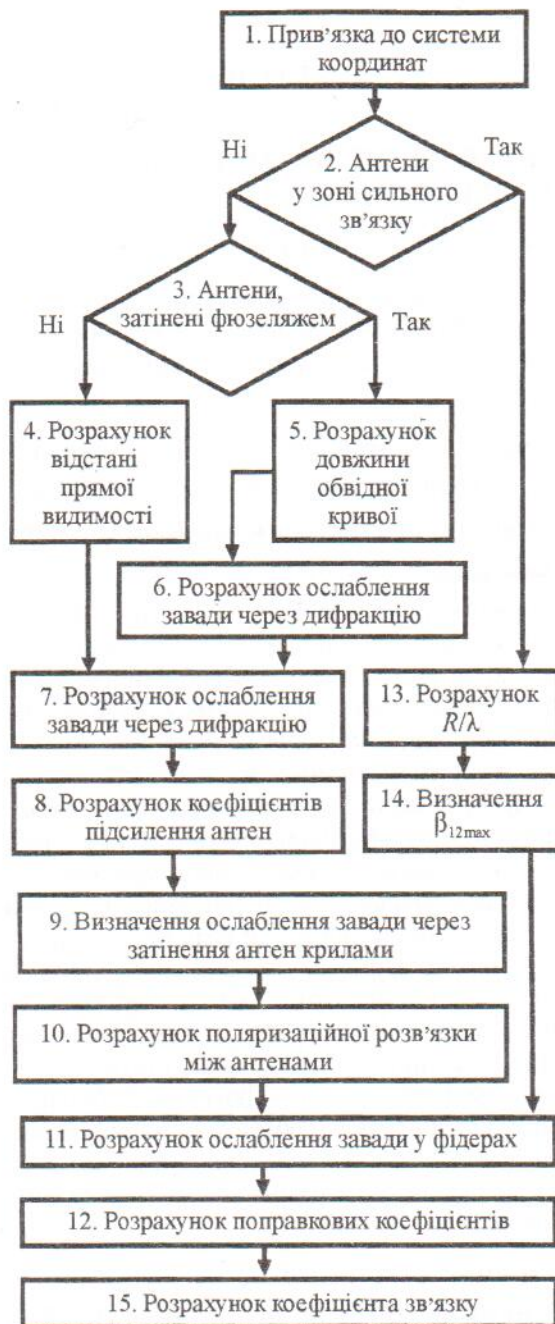 1. Прив'язка до системи
координат
Ні
Так
2. Антени
у зоні сильного
зв'язку
3. Антени,
затінені фюзеляжем
Ні
Так
4. Розрахунок
відстані
прямої
видимості
5. Розрахунок
довжини
обвідної
кривої
6. Розрахунок ослаблення
завади через дифракцію
7. Розрахунок ослаблення
завади через дифракцію
13. Розрахунок
R/λ
8. Розрахунок коефіцієнтів
підсилення антен
14. Визначення
β12max
9. Визначення ослаблення завади через
затінення антен крилами
10. Розрахунок поляризаційної розв'язки
між антенами
11. Розрахунок ослаблення завади у фідерах
12. Розрахунок поправкових коефіцієнтів
15. Розрахунок коефіцієнта зв'язку